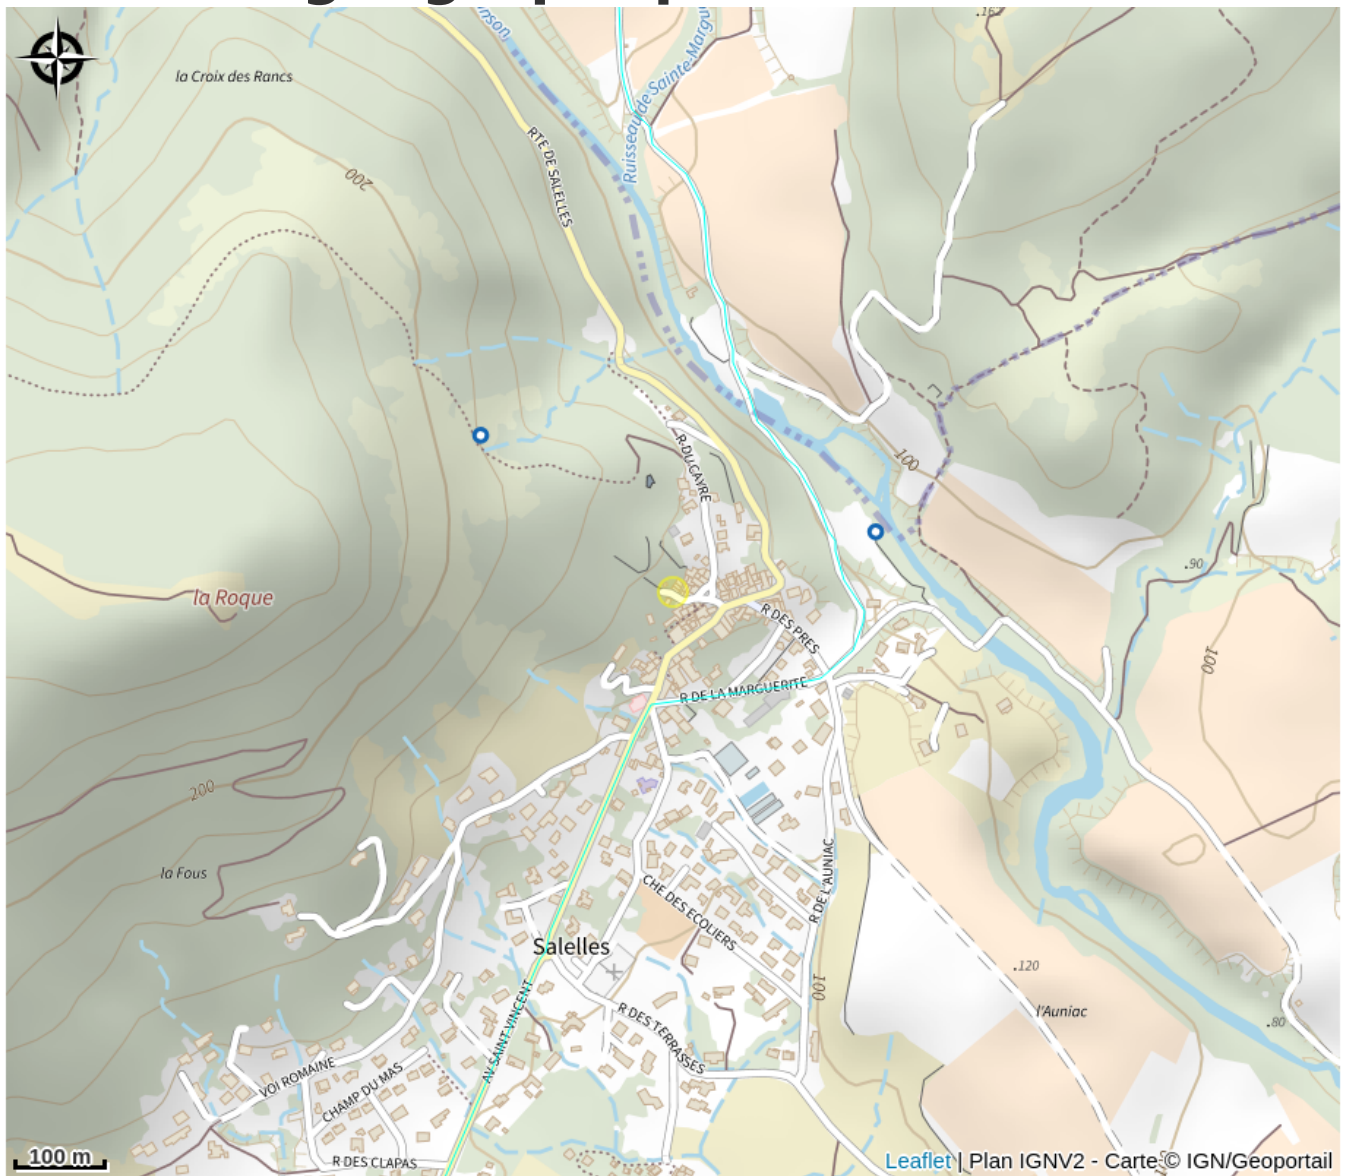 la Croix des Rancs
Ruisseau de Sainte-Marg
RTE DE SALELLES
200
R DU CAYRE
100
.90
la Roque
R DES PRES
100
R DE LA MARGUERITE
200
la Fous
R DE L'AUNIAC
CHE DES ECOLIERS
Salelles
.120
100
l'Auniac
R DES TERRASSES
.80
AV SAINT-VINCENT
VOI ROMAINE
CHAMP DU MAS
R DES CLAPAS
100 m
Leaflet | Plan IGNV2 - Carte © IGN/Geoportail